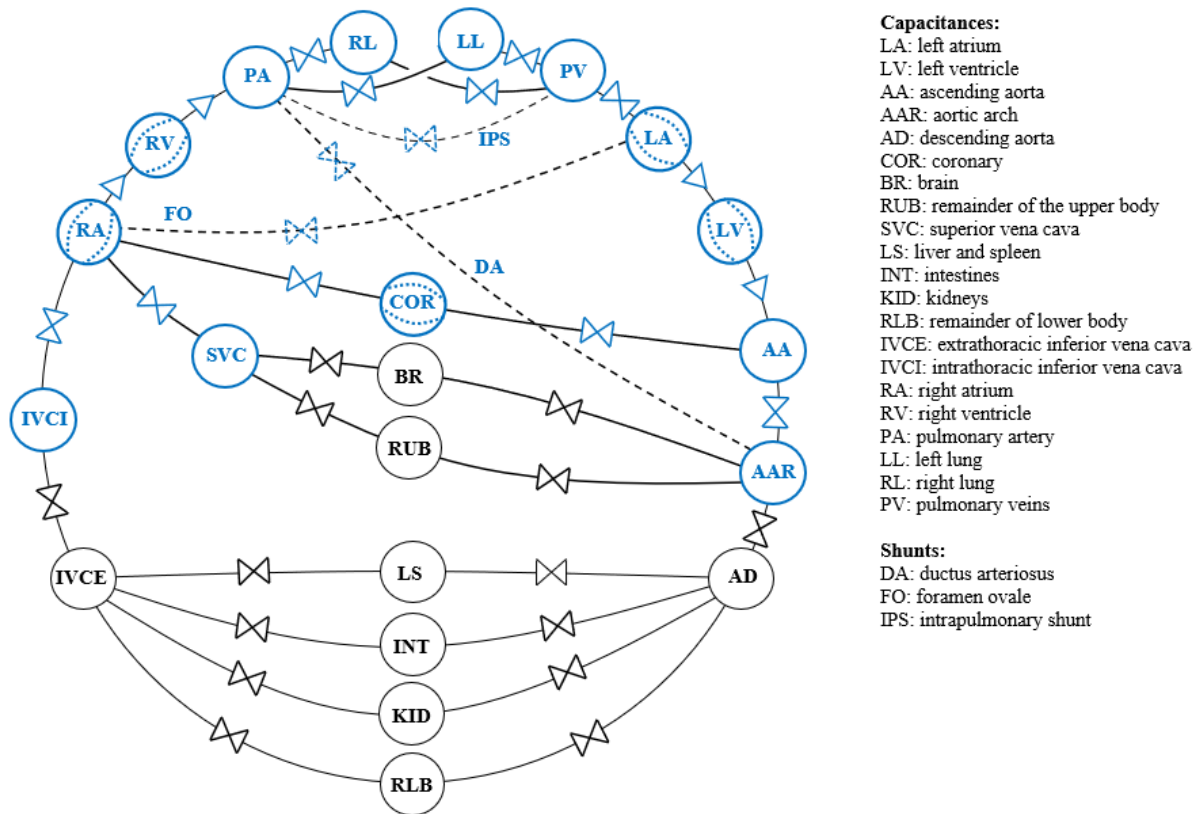 RL
LL
PA
PV
RV
IPS
LA
FO
RA
LV
DA
COR
SVC
AA
BR
IVCI
RUB
AAR
IVCE
LS
AD
INT
KID
RLB
Capacitances:
LA: left atrium
LV: left ventricle
AA: ascending aorta
AAR: aortic arch
AD: descending aorta
COR: coronary
BR: brain
RUB: remainder of the upper body
SVC: superior vena cava
LS: liver and spleen
INT: intestines
KID: kidneys
RLB: remainder of lower body
IVCE: extrathoracic inferior vena cava
IVCI: intrathoracic inferior vena cava
RA: right atrium
RV: right ventricle
PA: pulmonary artery
LL: left lung
RL: right lung
PV: pulmonary veins
Shunts:
DA: ductus arteriosus
FO: foramen ovale
IPS: intrapulmonary shunt